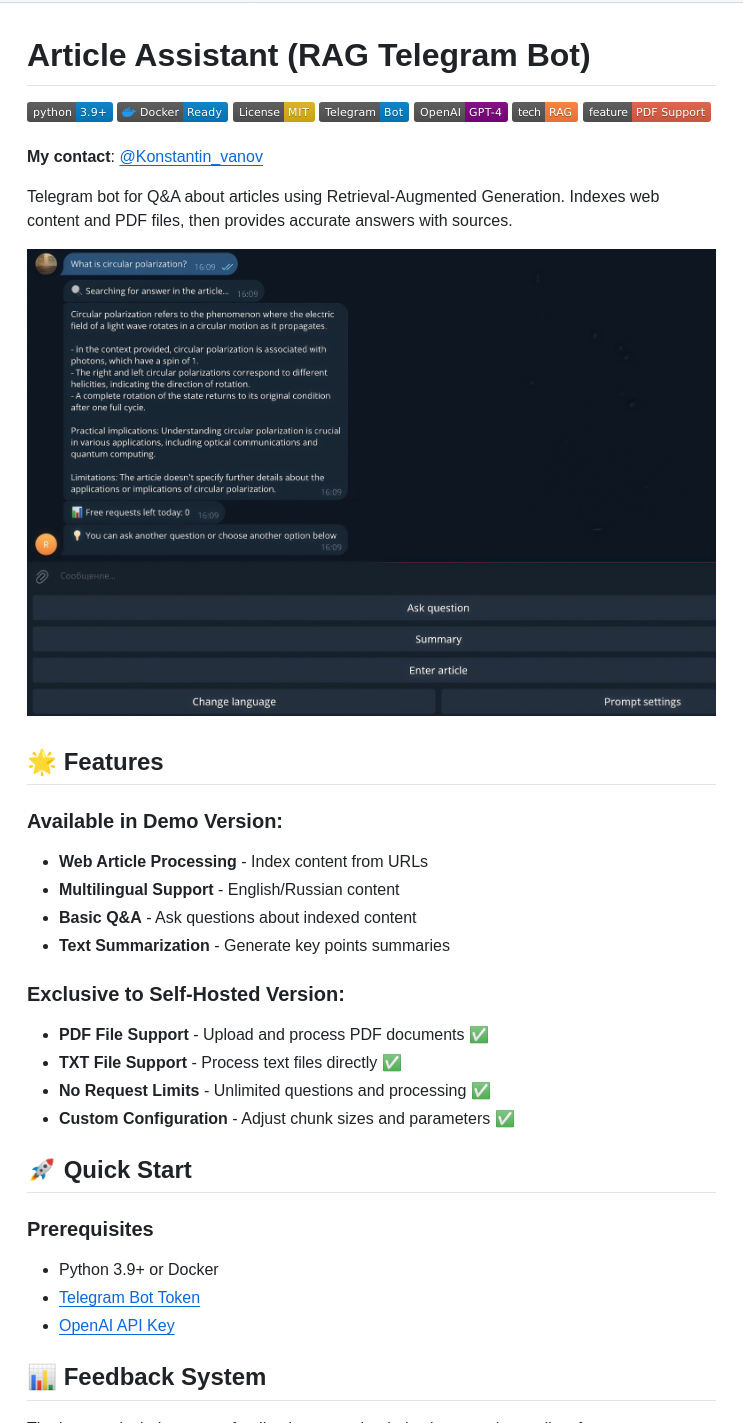 Article Assistant (RAG Telegram Bot)
python 3.9+ Docker Ready License MIT Telegram Bot OpenAI GPT-4 tech RAG feature PDF Support
My contact: @Konstantin_vanov
Telegram bot for Q&A about articles using Retrieval-Augmented Generation. Indexes web
content and PDF files, then provides accurate answers with sources.
What is circular polarization? 16:09
🔍 Searching for answer in the article... 16:09
Circular polarization refers to the phenomenon where the electric
field of a light wave rotates in a circular motion as it propagates.
- In the context provided, circular polarization is associated with
photons, which have a spin of 1.
- The right and left circular polarizations correspond to different
helicities, indicating the direction of rotation.
- A complete rotation of the state returns to its original condition
after one full cycle.
Practical implications: Understanding circular polarization is crucial
in various applications, including optical communications and
quantum computing.
Limitations: The article doesn't specify further details about the
applications or implications of circular polarization. 16:09
📊 Free requests left today: 0 16:09
R
💡 You can ask another question or choose another option below
16:09
Сообщение...
Ask question
Summary
Enter article
Change language Prompt settings
🌟 Features
Available in Demo Version:
• Web Article Processing - Index content from URLs
• Multilingual Support - English/Russian content
• Basic Q&A - Ask questions about indexed content
• Text Summarization - Generate key points summaries
Exclusive to Self-Hosted Version:
• PDF File Support - Upload and process PDF documents ✅
• TXT File Support - Process text files directly ✅
• No Request Limits - Unlimited questions and processing ✅
• Custom Configuration - Adjust chunk sizes and parameters ✅
🚀 Quick Start
Prerequisites
• Python 3.9+ or Docker
• Telegram Bot Token
• OpenAI API Key
📊 Feedback System